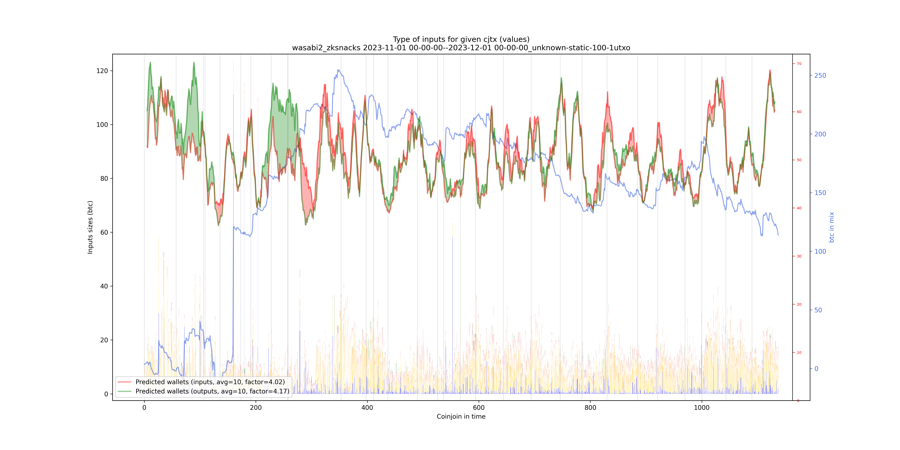 Type of inputs for given cjtx (values)
wasabi2_zksnacks 2023-11-01 00-00-00--2023-12-01 00-00-00_unknown-static-100-1utxo
120
100
80
60
40
20
0
Inputs sizes (btc)
70
60
50
40
30
20
10
0
250
200
150
100
50
0
btc in mix
Predicted wallets (inputs, avg=10, factor=4.02)
Predicted wallets (outputs, avg=10, factor=4.17)
0 200 400 600 800 1000
Coinjoin in time